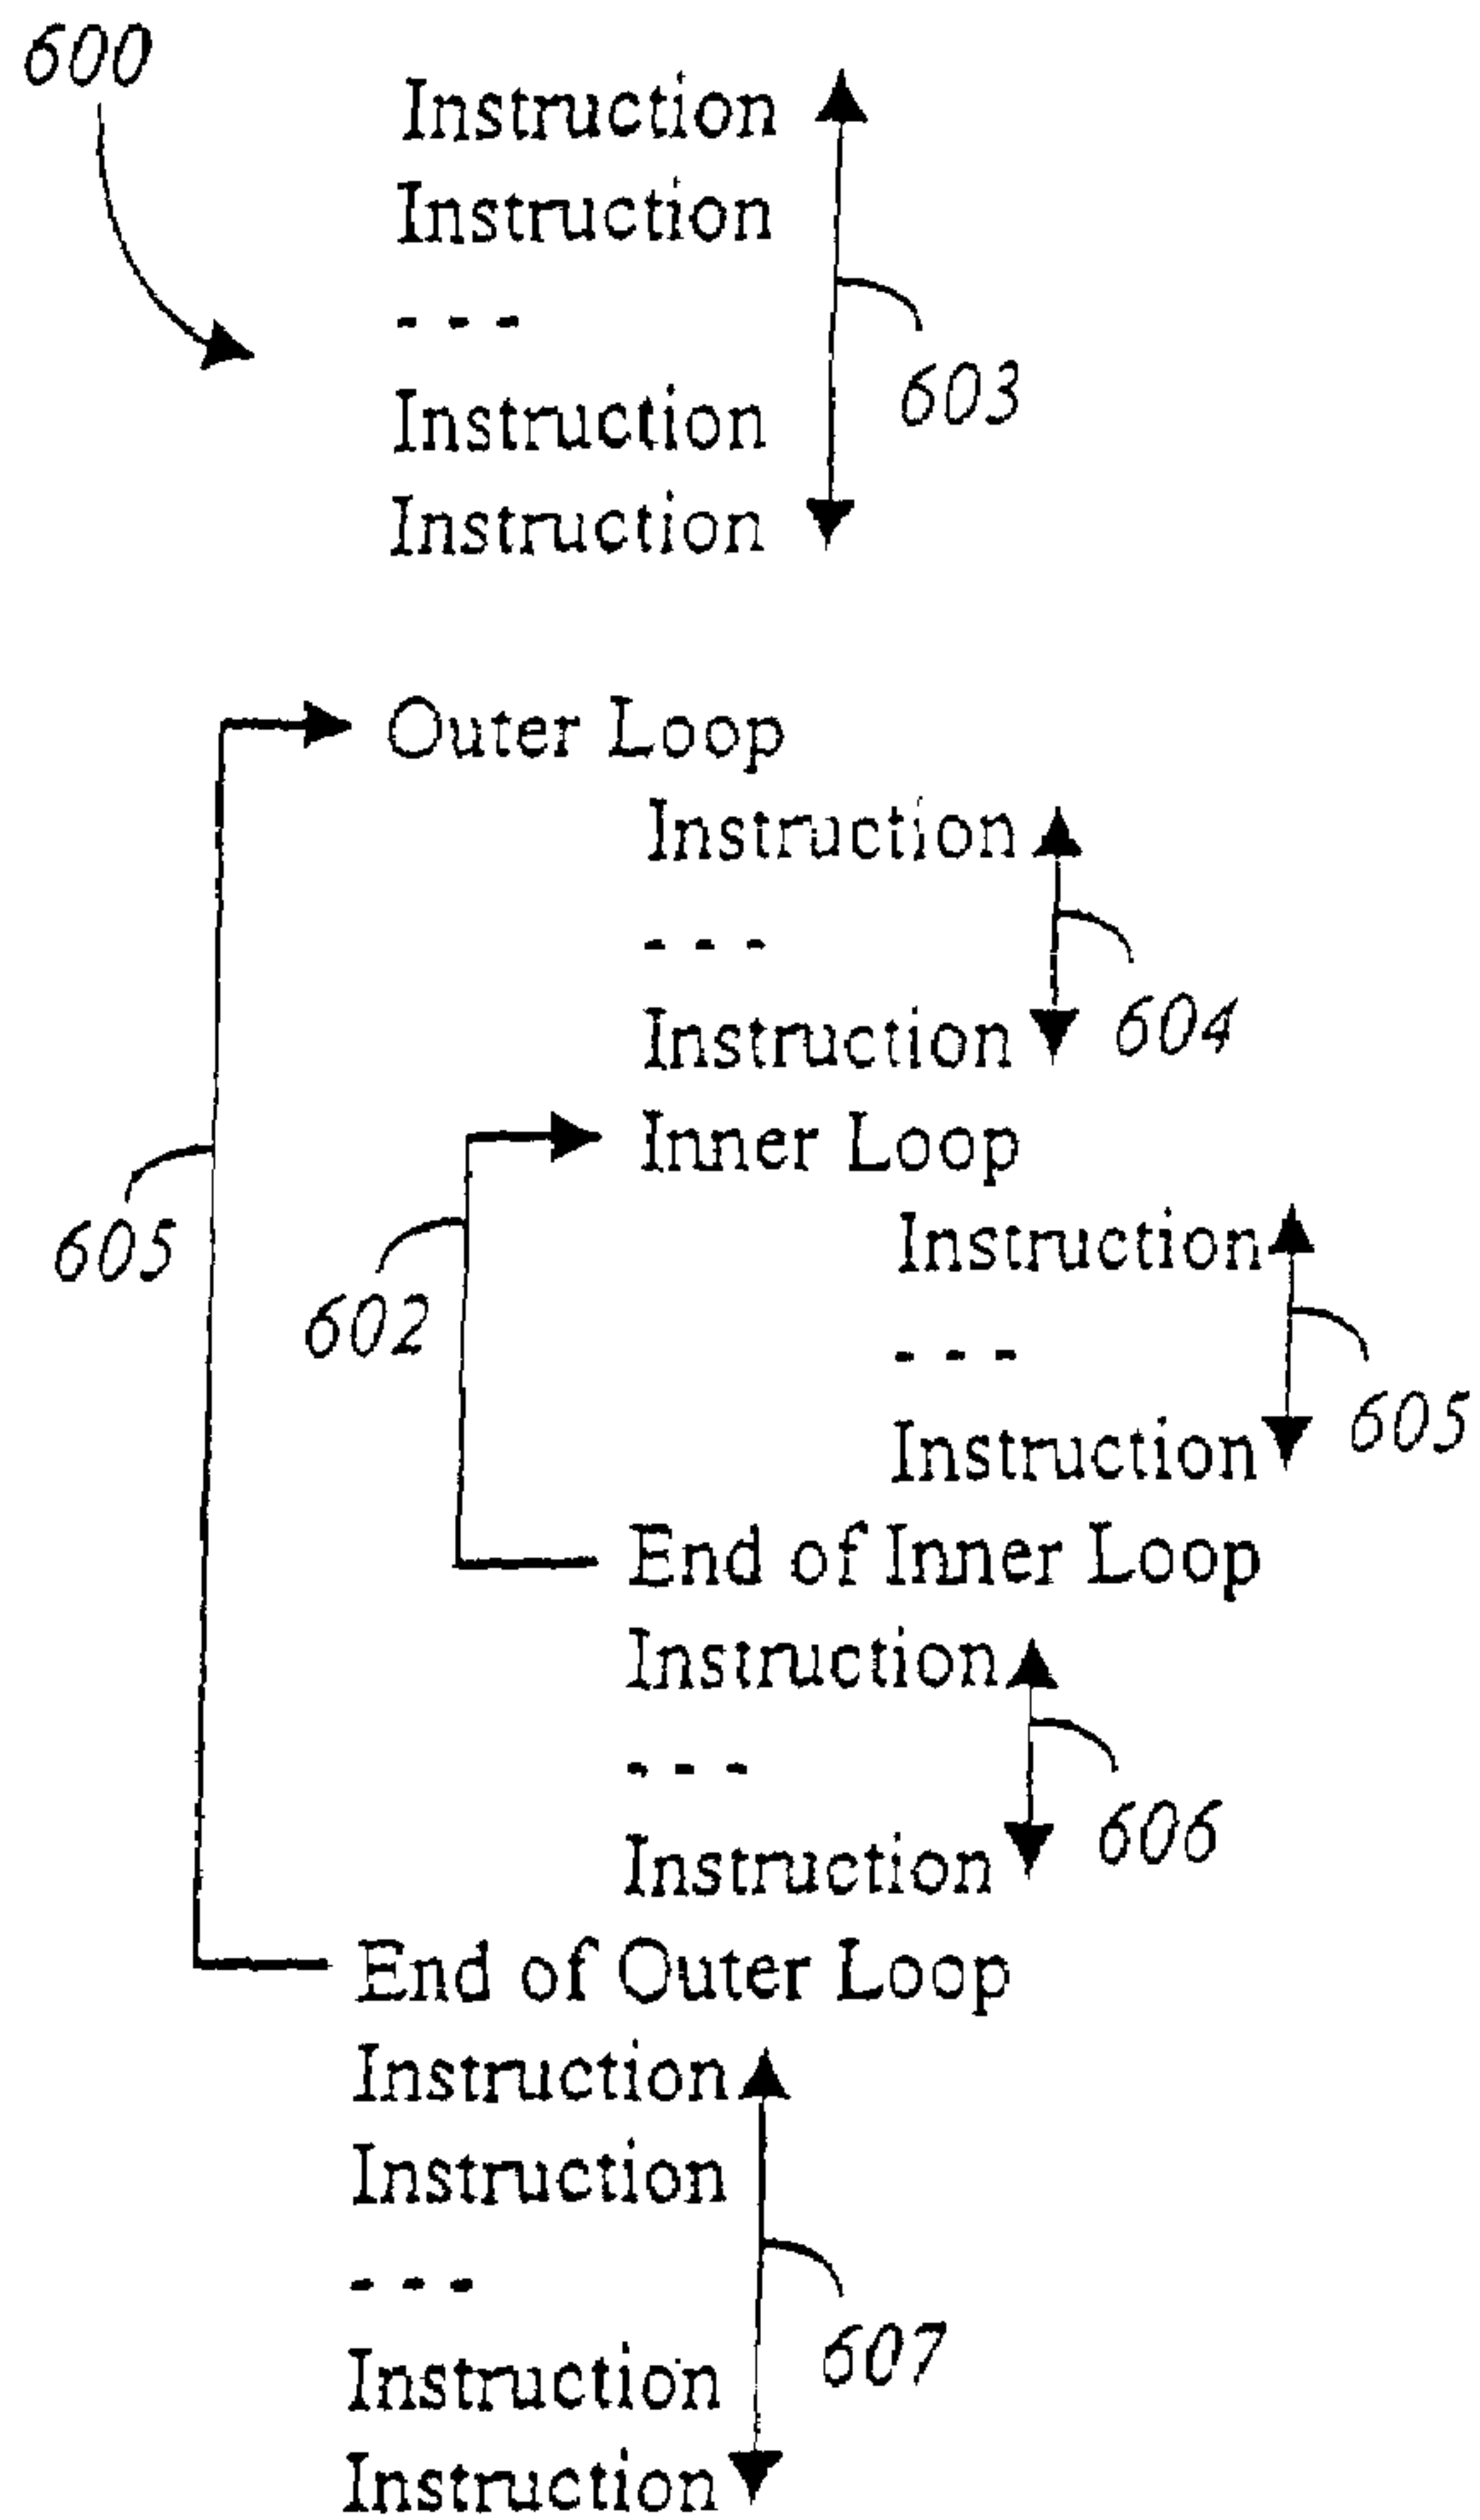 600
Instruction
Instruction
- - -
603
Instruction
Instruction
Outer Loop
Instruction
- - -
604
Instruction
Inner Loop
605
602
Instruction
- - -
605
Instruction
End of Inner Loop
Instruction
- - -
606
Instruction
End of Outer Loop
Instruction
Instruction
- - -
607
Instruction
Instruction